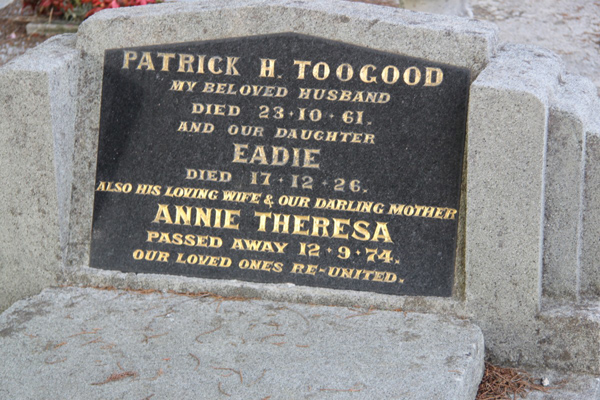 PATRICK H. TOOGOOD
MY BELOVED HUSBAND
DIED 23·10·61.
AND OUR DAUGHTER
EADIE
DIED 17·12·26.
ALSO HIS LOVING WIFE & OUR DARLING MOTHER
ANNIE THERESA
PASSED AWAY 12·9·74.
OUR LOVED ONES RE-UNITED.